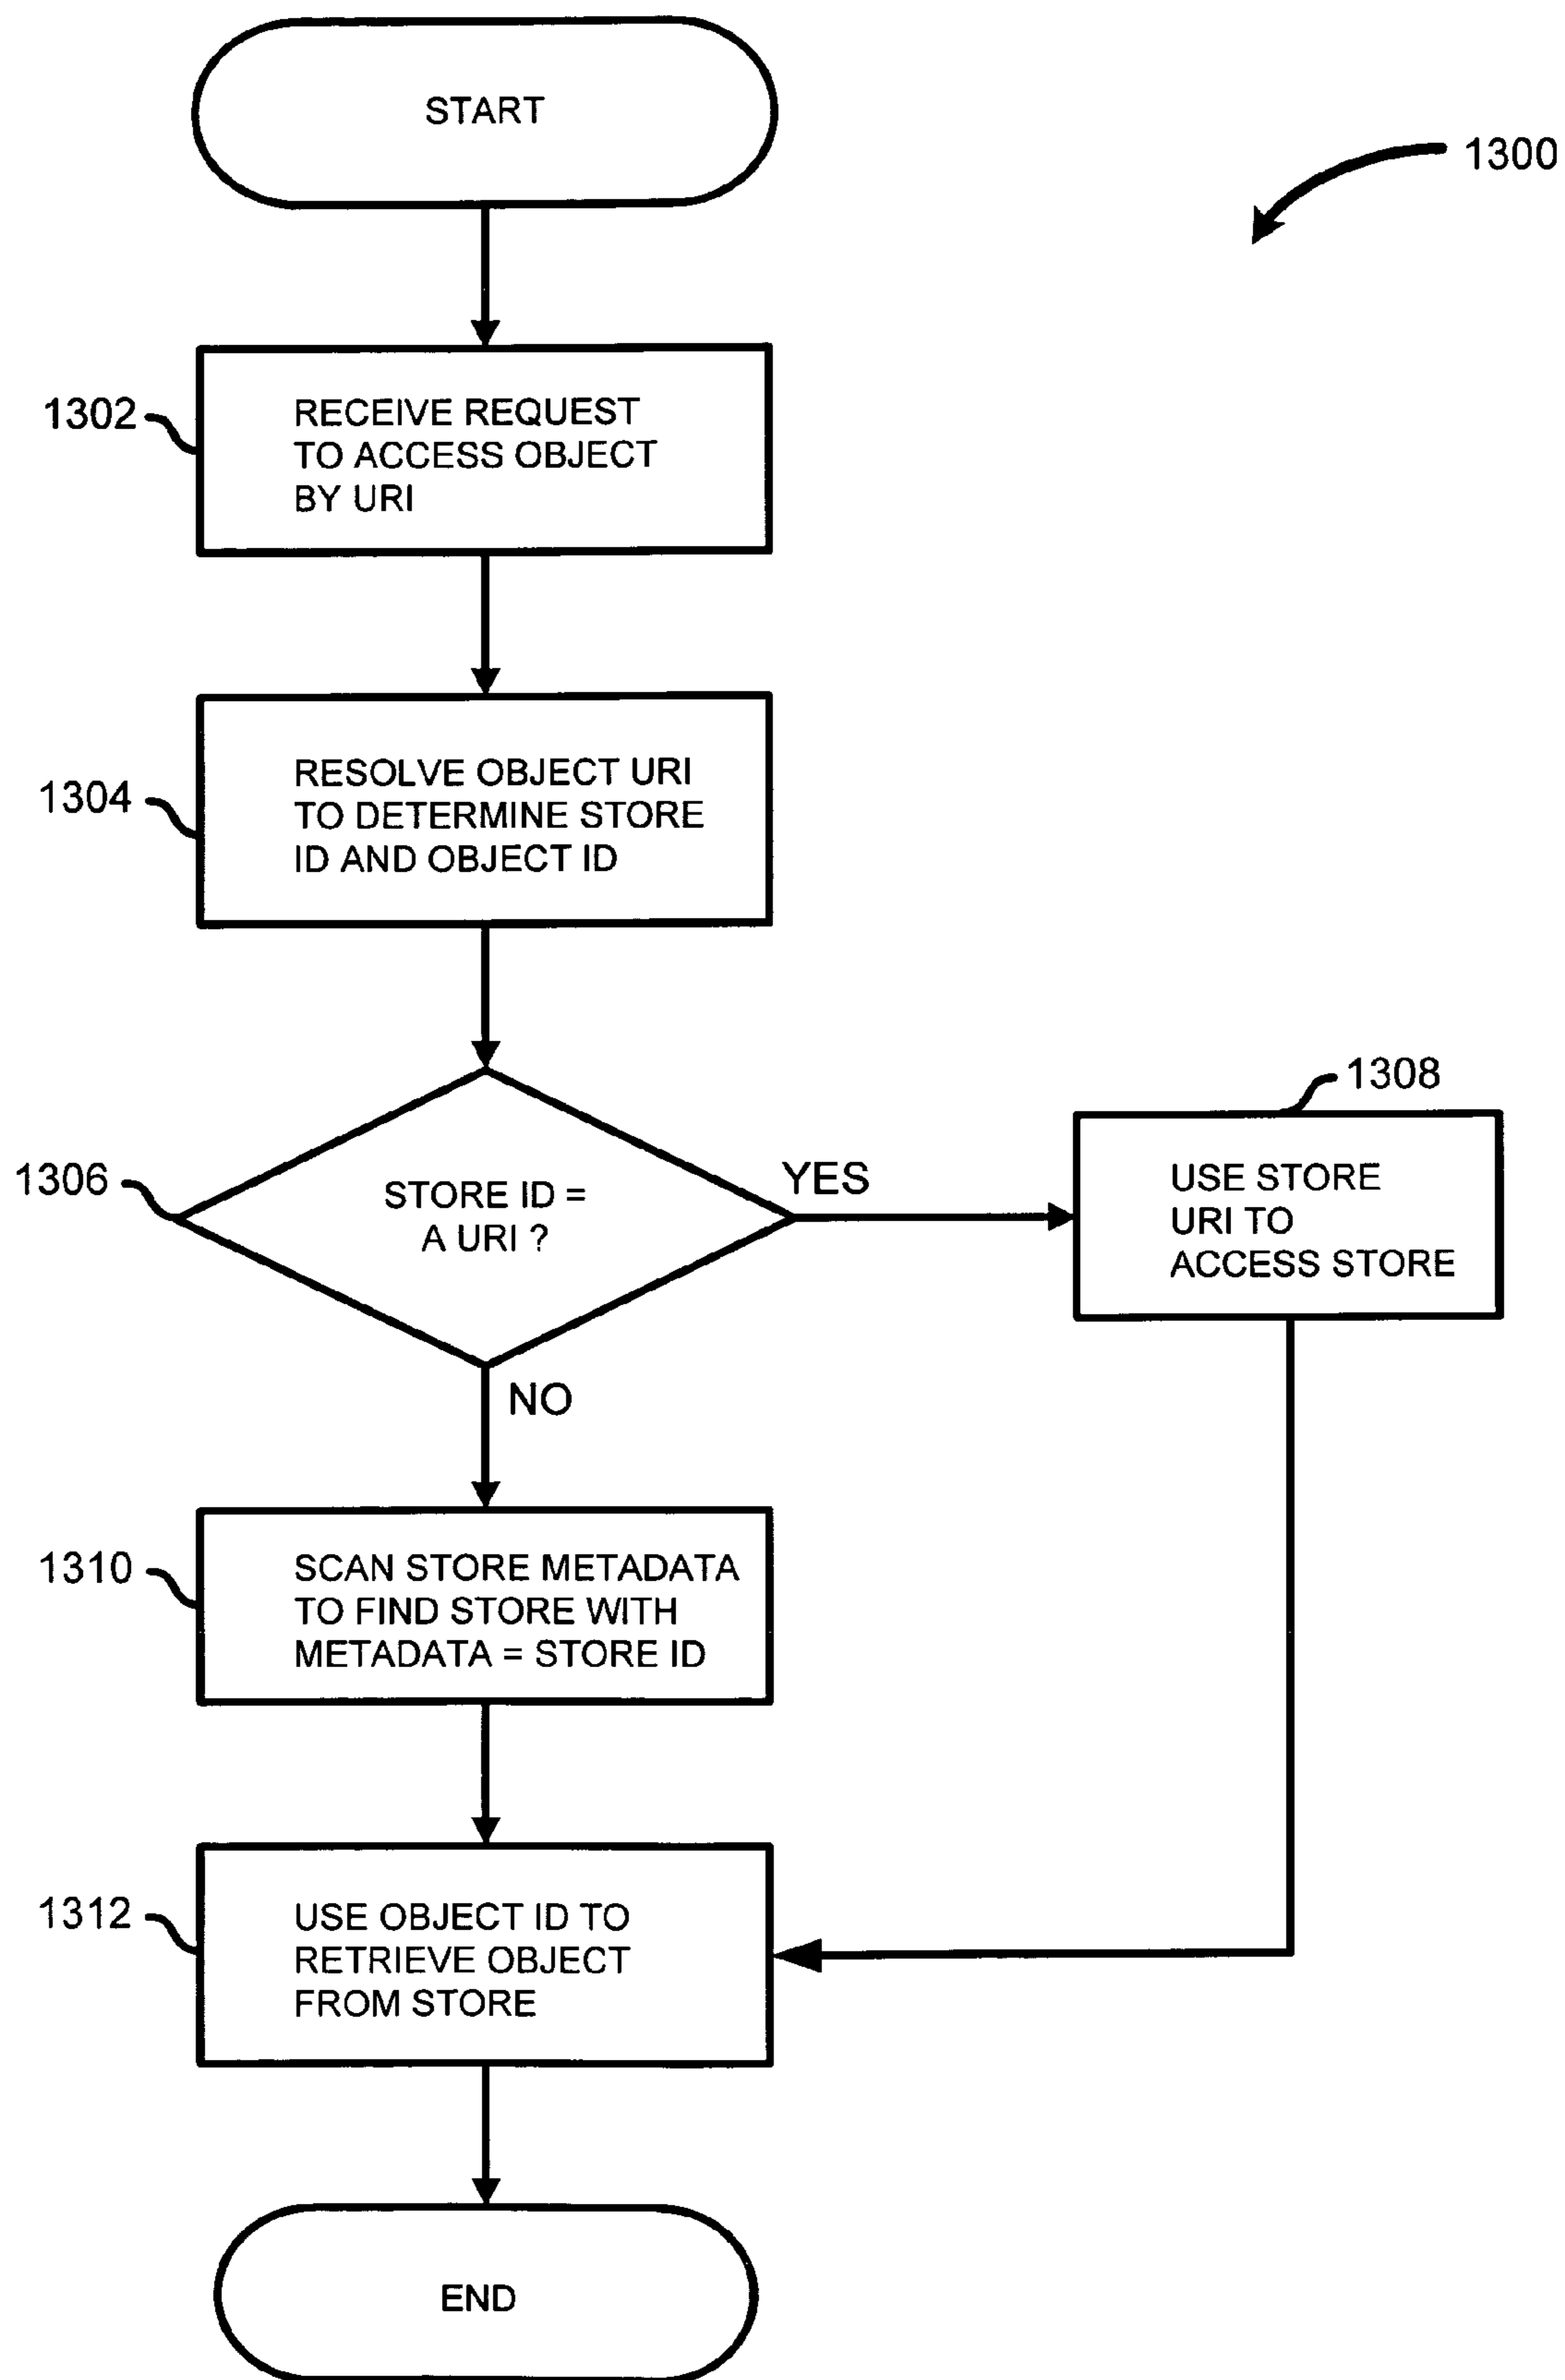 START
1300
1302
RECEIVE REQUEST
TO ACCESS OBJECT
BY URI
1304
RESOLVE OBJECT URI
TO DETERMINE STORE
ID AND OBJECT ID
1306
STORE ID =
A URI ?
YES
1308
USE STORE
URI TO
ACCESS STORE
NO
1310
SCAN STORE METADATA
TO FIND STORE WITH
METADATA = STORE ID
1312
USE OBJECT ID TO
RETRIEVE OBJECT
FROM STORE
END